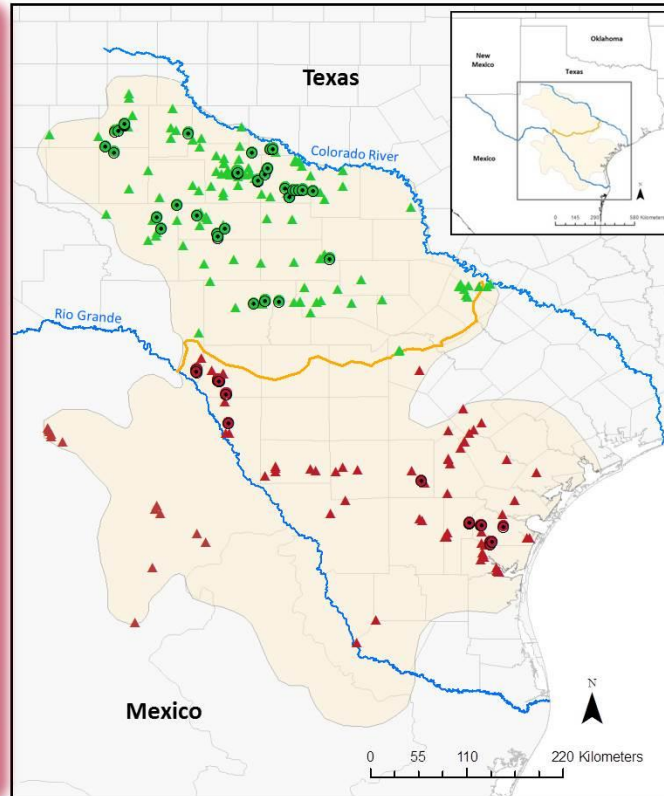 Texas
Colorado River
Rio Grande
Mexico
N
0 55 110 220 Kilometers
Oklahoma
New
Mexico
Texas
Mexico
N